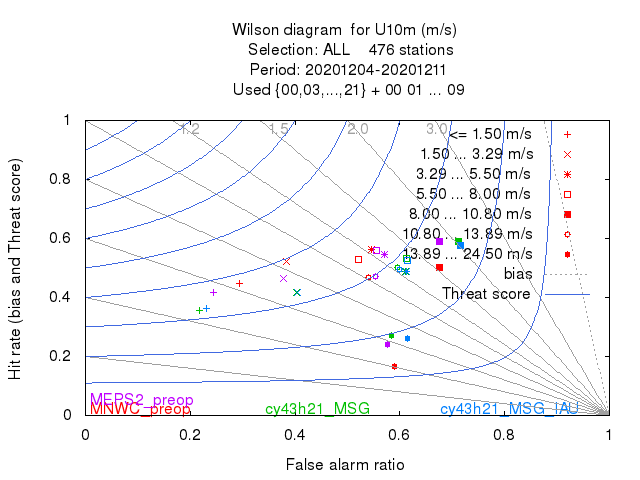 Wilson diagram for U10m (m/s)
Selection: ALL 476 stations
Period: 20201204-20201211
Used {00,03,...,21} + 00 01 ... 09
1.2
1.5
2.0
3.0
<= 1.50 m/s
1.50 ... 3.29 m/s
3.29 ... 5.50 m/s
5.50 ... 8.00 m/s
8.00 ... 10.80 m/s
10.80 ... 13.89 m/s
13.89 ... 24.50 m/s
bias
Threat score
1
0.8
0.6
0.4
0.2
0
Hit rate (bias and Threat score)
MEPS2_preop
MNWC_preop
cy43h21_MSG
cy43h21_MSG_IAU
0
0.2
0.4
0.6
0.8
1
False alarm ratio